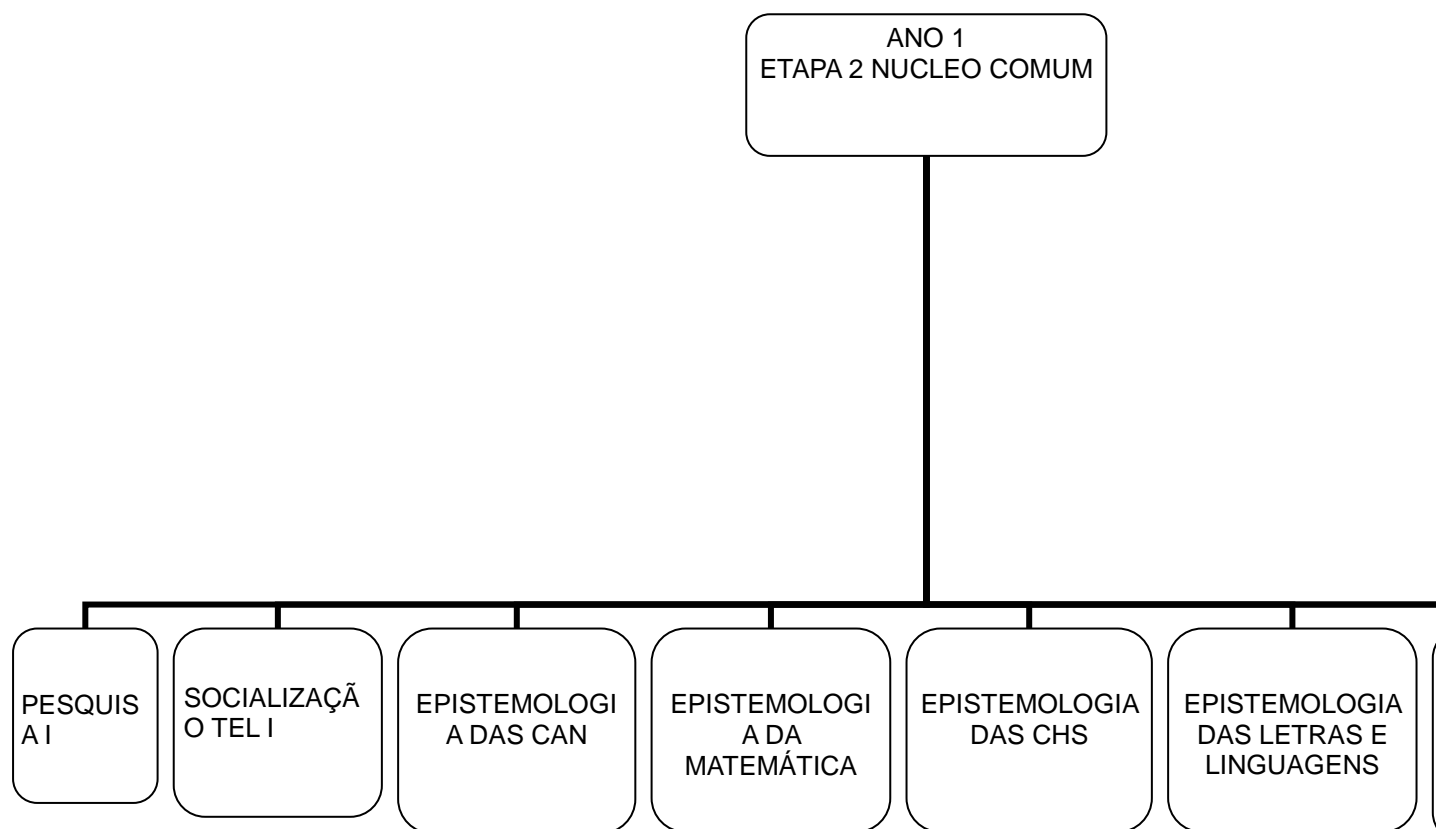 ANO 1
ETAPA 2 NUCLEO COMUM
PESQUIS
A I
SOCIALIZAÇÃ
O TEL I
EPISTEMOLOGI
A DAS CAN
EPISTEMOLOGI
A DA
MATEMÁTICA
EPISTEMOLOGIA
DAS CHS
EPISTEMOLOGIA
DAS LETRAS E
LINGUAGENS